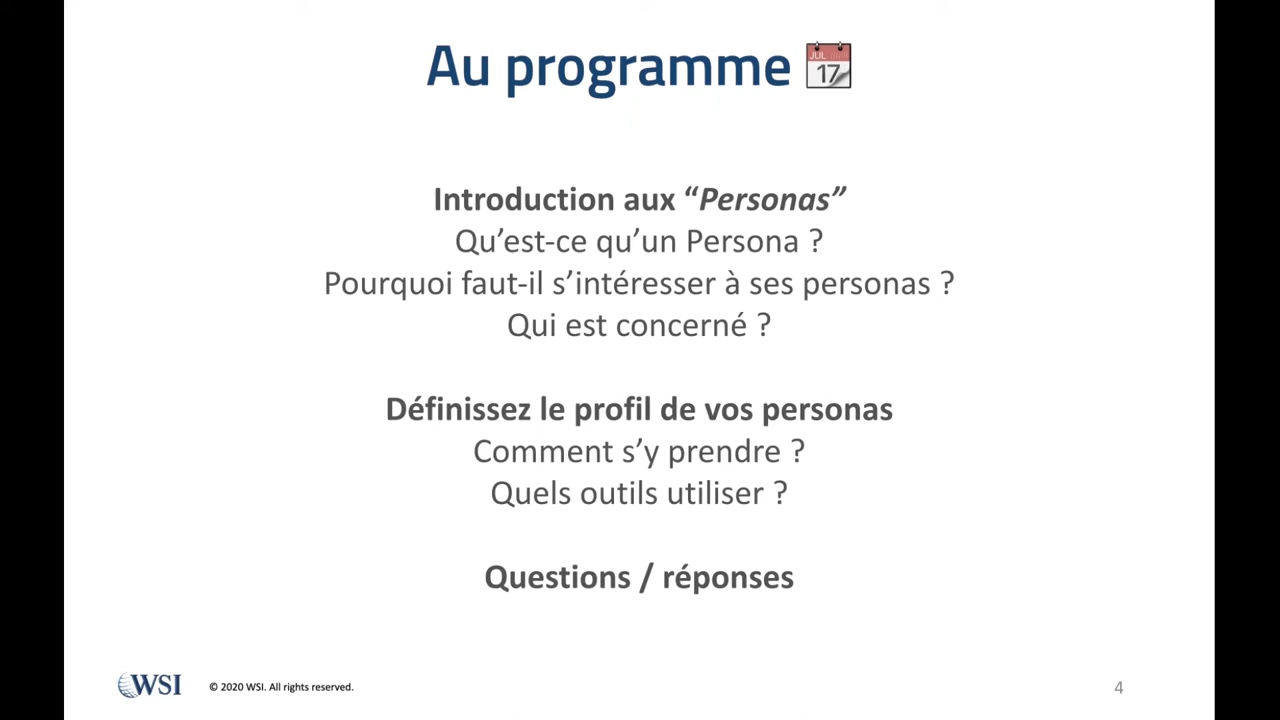 Au programme
JUL
17
Introduction aux “Personas”
Qu’est-ce qu’un Persona ?
Pourquoi faut-il s’intéresser à ses personas ?
Qui est concerné ?
Définissez le profil de vos personas
Comment s’y prendre ?
Quels outils utiliser ?
Questions / réponses
WSI © 2020 WSI. All rights reserved. 4